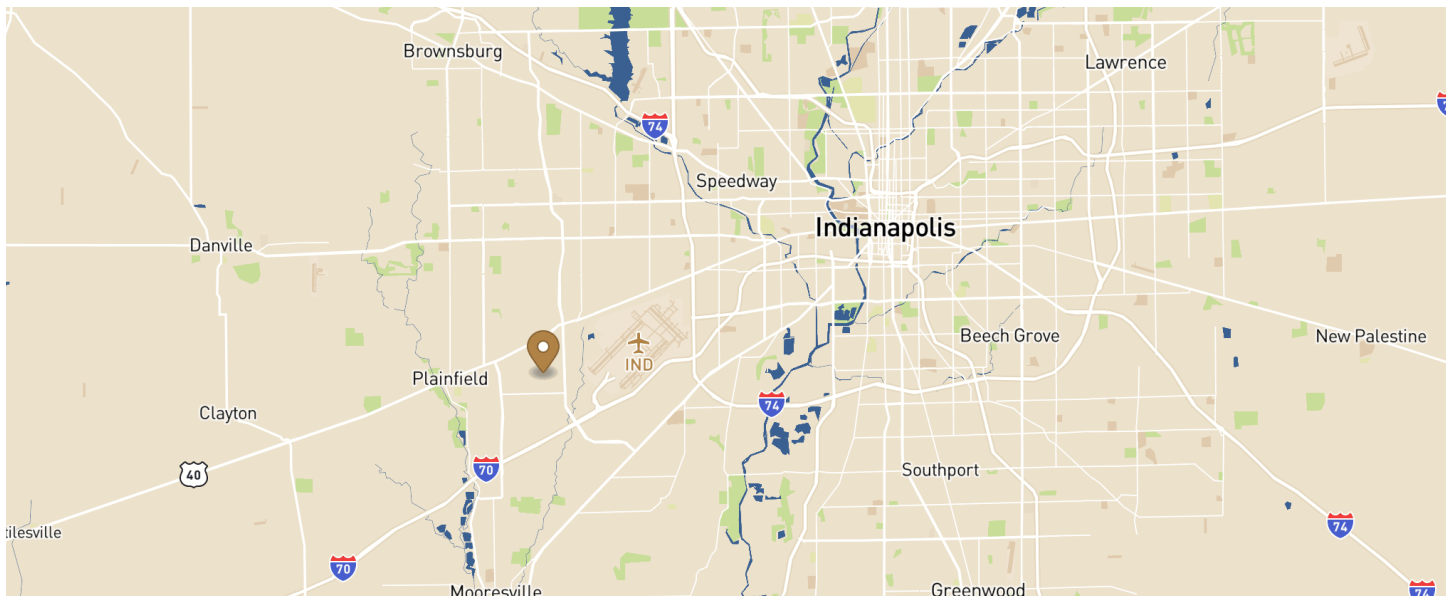 Brownsburg
Lawrence
74
Speedway
Indianapolis
Danville
IND
Beech Grove
New Palestine
Plainfield
Clayton
74
70
40
Southport
74
tilesville
70
Mooresville
Greenwood
74